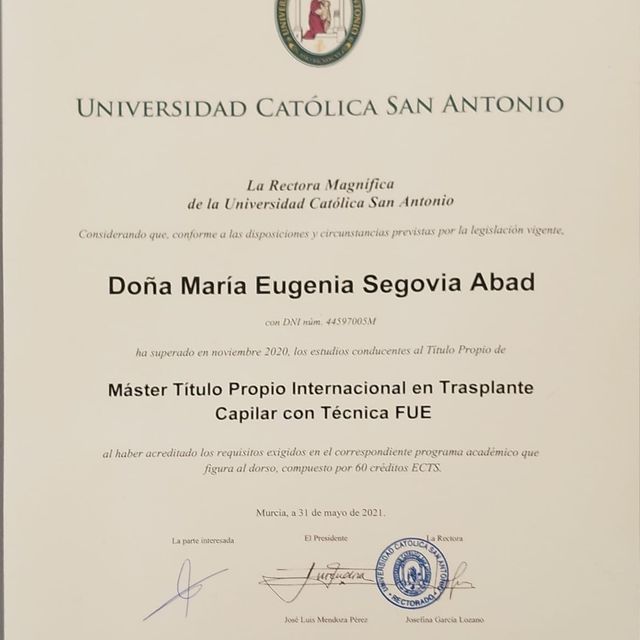 UNIVERSIDAD CATÓLICA SAN ANTONIO
La Rectora Magnífica
de la Universidad Católica San Antonio
Considerando que, conforme a las disposiciones y circunstancias previstas por la legislación vigente,
Doña María Eugenia Segovia Abad
con DNI núm. 44597005M
ha superado en noviembre 2020, los estudios conducentes al Título Propio de
Máster Título Propio Internacional en Trasplante
Capilar con Técnica FUE
al haber acreditado los requisitos exigidos en el correspondiente programa académico que
figura al dorso, compuesto por 60 créditos ECTS.
Murcia, a 31 de mayo de 2021.
La parte interesada
El Presidente
La Rectora
UNIVERSIDAD CATOLICA SAN ANTONIO
RECTORADO
José Luis Mendoza Pérez
Josefina García Lozano